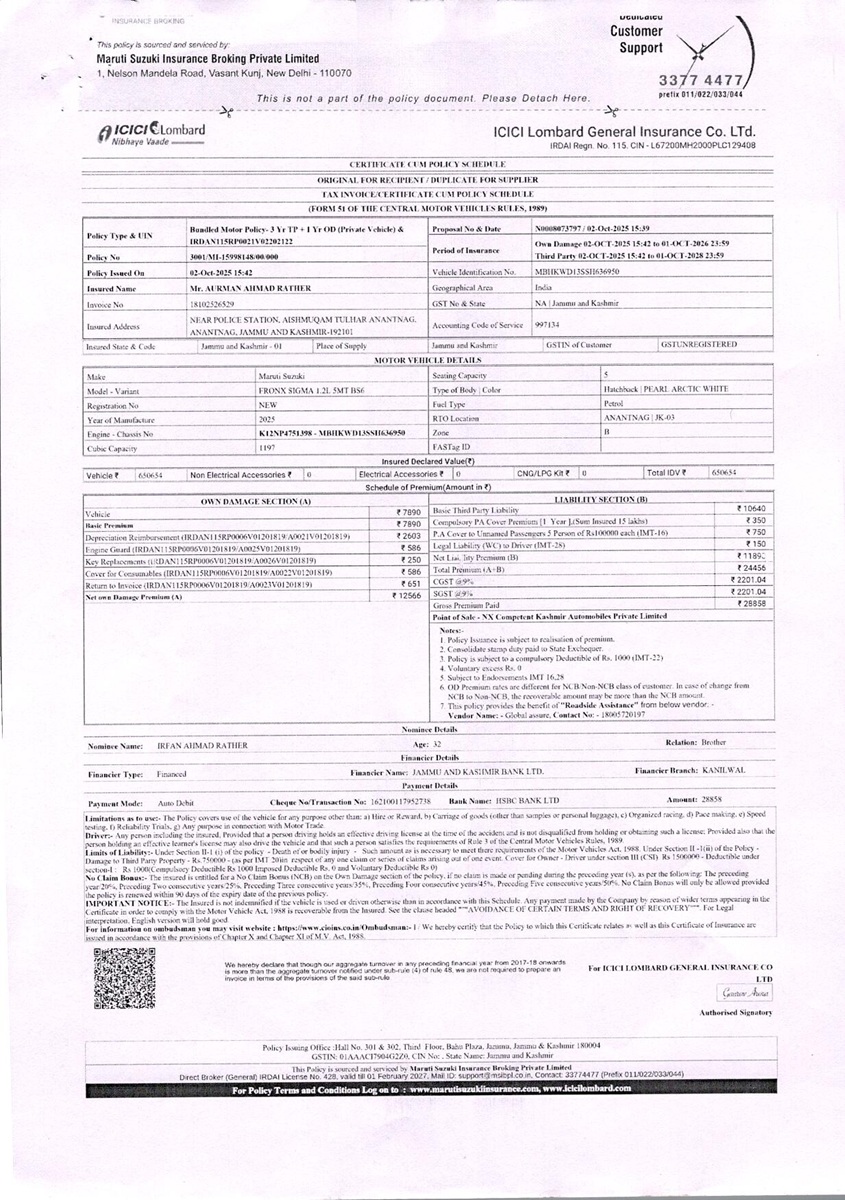 INSURANCE BROKING
This policy is sourced and serviced by:
Maruti Suzuki Insurance Broking Private Limited
1, Nelson Mandela Road, Vasant Kunj, New Delhi - 110070
Dedicated
Customer
Support
3377 4477
prefix 011/022/033/044
This is not a part of the policy document. Please Detach Here.
ICICI Lombard
Nibhaye Vaade
ICICI Lombard General Insurance Co. LTd.
IRDAI Regn. No. 115. CIN - L67200MH2000PLC129408
CERTIFICATE CUM POLICY SCHEDULE
ORIGINAL FOR RECIPIENT / DUPLICATE FOR SUPPLIER
TAX INVOICE/CERTIFICATE CUM POLICY SCHEDULE
(FORM 51 OF THE CENTRAL MOTOR VEHICLES RULES, 1989)
Policy Type & UIN Bundled Motor Policy- 3 Yr TP + 1 Yr OD (Private Vehicle) & IRDAN115RP0021V02202122
Proposal No & Date N0008073797 / 02-Oct-2025 15:39
Period of Insurance Own Damage 02-OCT-2025 15:42 to 01-OCT-2026 23:59
Third Party 02-OCT-2025 15:42 to 01-OCT-2028 23:59
Policy No 3001/MI-15998148/00/000
Policy Issued On 02-Oct-2025 15:42 Vehicle Identification No. MBHKWD13SSH636950
Insured Name Mr. AURMAN AHMAD RATHER Geographical Area India
Invoice No 18102526529 GST No & State NA | Jammu and Kashmir
Insured Address NEAR POLICE STATION, AISHMUQAM TULHAR ANANTNAG, ANANTNAG, JAMMU AND KASHMIR-192101 Accounting Code of Service 997134
Insured State & Code Jammu and Kashmir - 01 Place of Supply Jammu and Kashmir GSTIN of Customer GSTUNREGISTERED
MOTOR VEHICLE DETAILS
Make Maruti Suzuki Seating Capacity 5
Model - Variant FRONX SIGMA 1.2L 5MT BS6 Type of Body | Color Hatchback | PEARL ARCTIC WHITE
Registration No NEW Fuel Type Petrol
Year of Manufacture 2025 RTO Location ANANTNAG | JK-03
Engine - Chassis No K12NP4751398 - MBHKWD13SSH636950 Zone B
Cubic Capacity 1197 FASTag ID
Insured Declared Value(₹)
Vehicle ₹ 650654 Non Electrical Accessories ₹ 0 Electrical Accessories ₹ 0 CNG/LPG Kit ₹ 0 Total IDV ₹ 650654
Schedule of Premium(Amount in ₹)
OWN DAMAGE SECTION (A)
Vehicle ₹ 7890
Basic Premium ₹ 7890
Depreciation Reimbursement (IRDAN115RP0006V01201819/A0021V01201819) ₹ 2603
Engine Guard (IRDAN115RP0006V01201819/A0025V01201819) ₹ 586
Key Replacements (IRDAN115RP0006V01201819/A0026V01201819) ₹ 250
Cover for Consumables (IRDAN115RP0006V01201819/A0022V01201819) ₹ 586
Return to Invoice (IRDAN115RP0006V01201819/A0023V01201819) ₹ 651
Net own Damage Premium (A) ₹ 12566
LIABILITY SECTION (B)
Basic Third Party Liability ₹ 10640
Compulsory PA Cover Premium [1 Year ],(Sum Insured 15 lakhs) ₹ 350
P.A Cover to Unnamed Passengers 5 Person of Rs100000 each (IMT-16) ₹ 750
Legal Liability (WC) to Driver (IMT-28) ₹ 150
Net Liability Premium (B) ₹ 11890
Total Premium (A+B) ₹ 24456
CGST @9% ₹ 2201.04
SGST @9% ₹ 2201.04
Gross Premium Paid ₹ 28858
Point of Sale - NX Competent Kashmir Automobiles Private Limited
Notes:-
1. Policy Issuance is subject to realisation of premium.
2. Consolidate stamp duty paid to State Exchequer.
3. Policy is subject to a compulsory Deductible of Rs. 1000 (IMT-22)
4. Voluntary excess Rs. 0
5. Subject to Endorsements IMT 16,28
6. OD Premium rates are different for NCB/Non-NCB class of customer. In case of change from
NCB to Non-NCB, the recoverable amount may be more than the NCB amount.
7. This policy provides the benefit of "Roadside Assistance" from below vendor. -
Vendor Name: - Global assure, Contact No: - 18005720197
Nominee Details
Nominee Name: IRFAN AHMAD RATHER Age: 32 Relation: Brother
Financier Details
Financier Type: Financed Financier Name: JAMMU AND KASHMIR BANK LTD. Financier Branch: KANILWAL
Payment Details
Payment Mode: Auto Debit Cheque No/Transaction No: 162100117952738 Bank Name: HSBC BANK LTD Amount: 28858
Limitations as to use:- The Policy covers use of the vehicle for any purpose other than: a) Hire or Reward, b) Carriage of goods (other than samples or personal luggage), c) Organized racing, d) Pace making, e) Speed
testing, f) Reliability Trials, g) Any purpose in connection with Motor Trade.
Driver:- Any person including the insured, Provided that a person driving holds an effective driving license at the time of the accident and is not disqualified from holding or obtaining such a license: Provided also that the
person holding an effective learner's license may also drive the vehicle and that such a person satisfies the requirements of Rule 3 of the Central Motor Vehicles Rules, 1989.
Limits of Liability:- Under Section II-1 (i) of the policy - Death of or bodily injury - Such amount as is necessary to meet there requirements of the Motor Vehicles Act, 1988. Under Section II -1(ii) of the Policy -
Damage to Third Party Property - Rs.750000 - (as per IMT 20)in respect of any one claim or series of claims arising out of one event. Cover for Owner - Driver under section III (CSI) Rs 1500000 - Deductible under
section-I : Rs 1000(Compulsory Deductible Rs 1000 Imposed Deductible Rs. 0 and Voluntary Deductible Rs 0)
No Claim Bonus:- The insured is entitled for a No Claim Bonus (NCB) on the Own Damage section of the policy, if no claim is made or pending during the preceding year (s), as per the following: The preceding
year/20%, Preceding Two consecutive years/25%, Preceding Three consecutive years/35%, Preceding Four consecutive years/45%, Preceding Five consecutive years/50%. No Claim Bonus will only be allowed provided
the policy is renewed within 90 days of the expiry date of the previous policy.
IMPORTANT NOTICE:- The Insured is not indemnified if the vehicle is used or driven otherwise than in accordance with this Schedule. Any payment made by the Company by reason of wider terms appearing in the
Certificate in order to comply with the Motor Vehicle Act, 1988 is recoverable from the Insured. See the clause headed ""AVOIDANCE OF CERTAIN TERMS AND RIGHT OF RECOVERY"". For Legal
interpretation, English version will hold good.
For information on ombudsman you may visit website : https://www.cioins.co.in/Ombudsman:- I / We hereby certify that the Policy to which this Certificate relates as well as this Certificate of Insurance are
issued in accordance with the provisions of Chapter X and Chapter XI of M.V. Act, 1988.
We hereby declare that though our aggregate turnover in any preceding financial year from 2017-18 onwards
is more than the aggregate turnover notified under sub-rule (4) of rule 48, we are not required to prepare an
invoice in terms of the provisions of the said sub-rule
For ICICI LOMBARD GENERAL INSURANCE CO
LTD
Authorised Signatory
Policy Issuing Office :Hall No. 301 & 302, Third Floor, Bahu Plaza, Jammu, Jammu & Kashmir 180004
GSTIN: 01AAACI7904G2Z0, CIN No: . State Name: Jammu and Kashmir
This Policy is sourced and serviced by Maruti Suzuki Insurance Broking Private Limited
Direct Broker (General) IRDAI License No. 428, valid till 01 February 2027, Mail ID: support@msibpl.co.in, Contact: 33774477 (Prefix 011/022/033/044)
For Policy Terms and Conditions Log on to : www.marutisuzukiinsurance.com, www.icicilombard.com